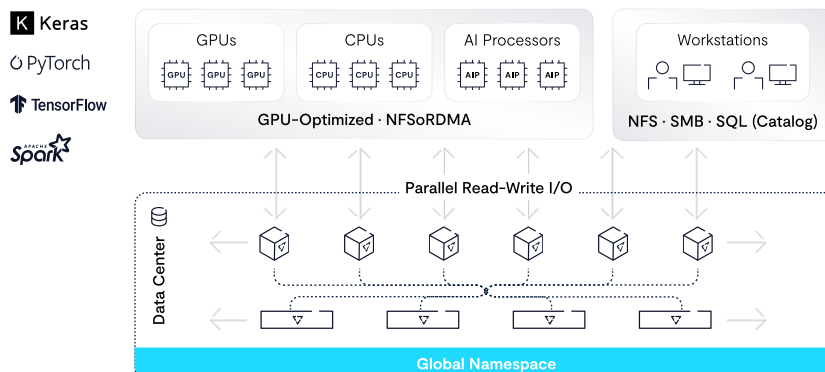 Keras
PyTorch
TensorFlow
APACHE
Spark
GPUs
GPU GPU GPU
CPUs
CPU CPU CPU
AI Processors
AIP AIP AIP
GPU-Optimized · NFSoRDMA
Workstations
NFS · SMB · SQL (Catalog)
Parallel Read-Write I/O
Data Center
Global Namespace